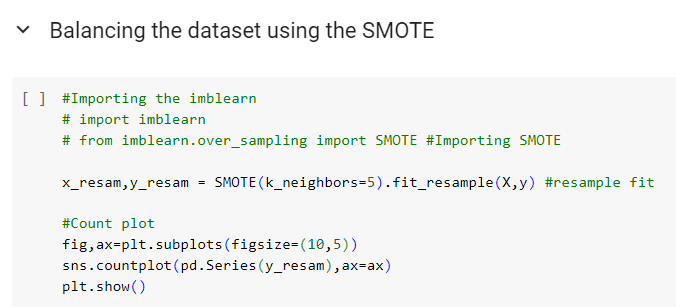 Balancing the dataset using the SMOTE
[ ] #Importing the imblearn
# import imblearn
# from imblearn.over_sampling import SMOTE #Importing SMOTE
x_resam,y_resam = SMOTE(k_neighbors=5).fit_resample(X,y) #resample fit
#Count plot
fig,ax=plt.subplots(figsize=(10,5))
sns.countplot(pd.Series(y_resam),ax=ax)
plt.show()